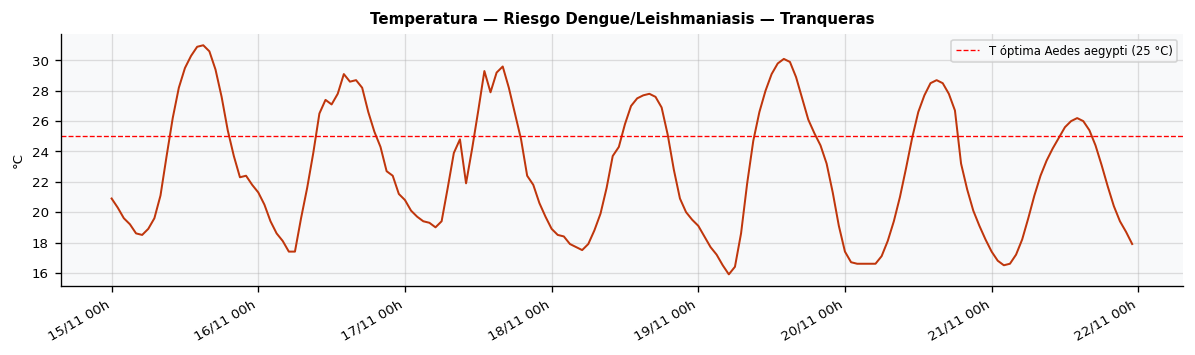 Temperatura — Riesgo Dengue/Leishmaniasis — Tranqueras
T óptima Aedes aegypti (25 °C)
°C
30
28
26
24
22
20
18
16
15/11 00h
16/11 00h
17/11 00h
18/11 00h
19/11 00h
20/11 00h
21/11 00h
22/11 00h